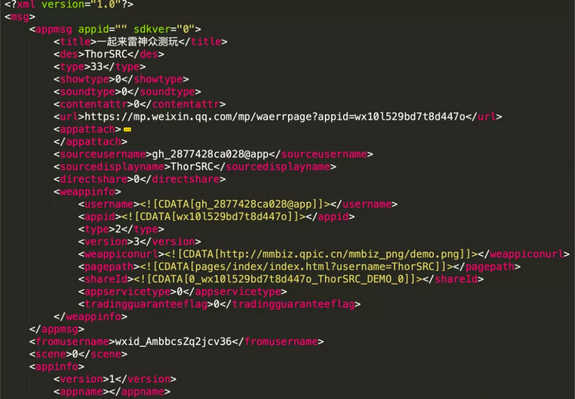 <?xml version="1.0"?>
<msg>
<appmsg appid="" sdkver="0">
<title>一起来雷神众测玩</title>
<des>ThorSRC</des>
<type>33</type>
<showtype>0</showtype>
<soundtype>0</soundtype>
<contentattr>0</contentattr>
<url>https://mp.weixin.qq.com/mp/waerrpage?appid=wx10l529bd7t8d447o</url>
<appattach>
</appattach>
<sourceusername>gh_2877428ca028@app</sourceusername>
<sourcedisplayname>ThorSRC</sourcedisplayname>
<directshare>0</directshare>
<weappinfo>
<username><![CDATA[gh_2877428ca028@app]]></username>
<appid><![CDATA[wx10l529bd7t8d447o]]></appid>
<type>2</type>
<version>3</version>
<weappiconurl><![CDATA[http://mmbiz.qpic.cn/mmbiz_png/demo.png]]></weappiconurl>
<pagepath><![CDATA[pages/index/index.html?username=ThorSRC]]></pagepath>
<shareId><![CDATA[0_wx10l529bd7t8d447o_ThorSRC_DEMO_0]]></shareId>
<appservicetype>0</appservicetype>
<tradingguaranteeflag>0</tradingguaranteeflag>
</weappinfo>
</appmsg>
<fromusername>wxid_AmbbcsZq2jcv36</fromusername>
<scene>0</scene>
<appinfo>
<version>1</version>
<appname></appname>